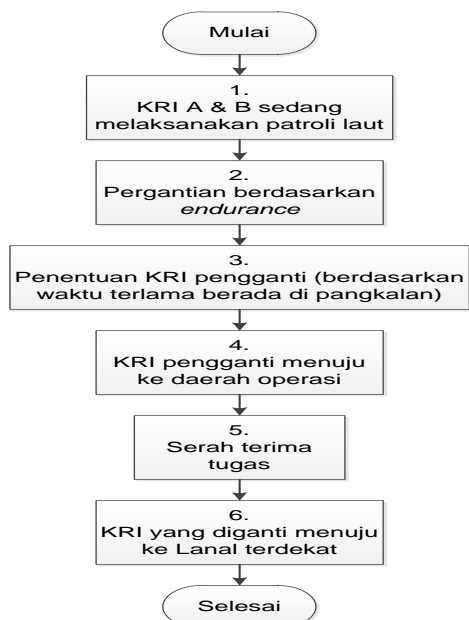 Mulai
1.
KRI A & B sedang
melaksanakan patroli laut
2.
Pergantian berdasarkan
endurance
3.
Penentuan KRI pengganti (berdasarkan
waktu terlama berada di pangkalan)
4.
KRI pengganti menuju
ke daerah operasi
5.
Serah terima
tugas
6.
KRI yang diganti menuju
ke Lanal terdekat
Selesai